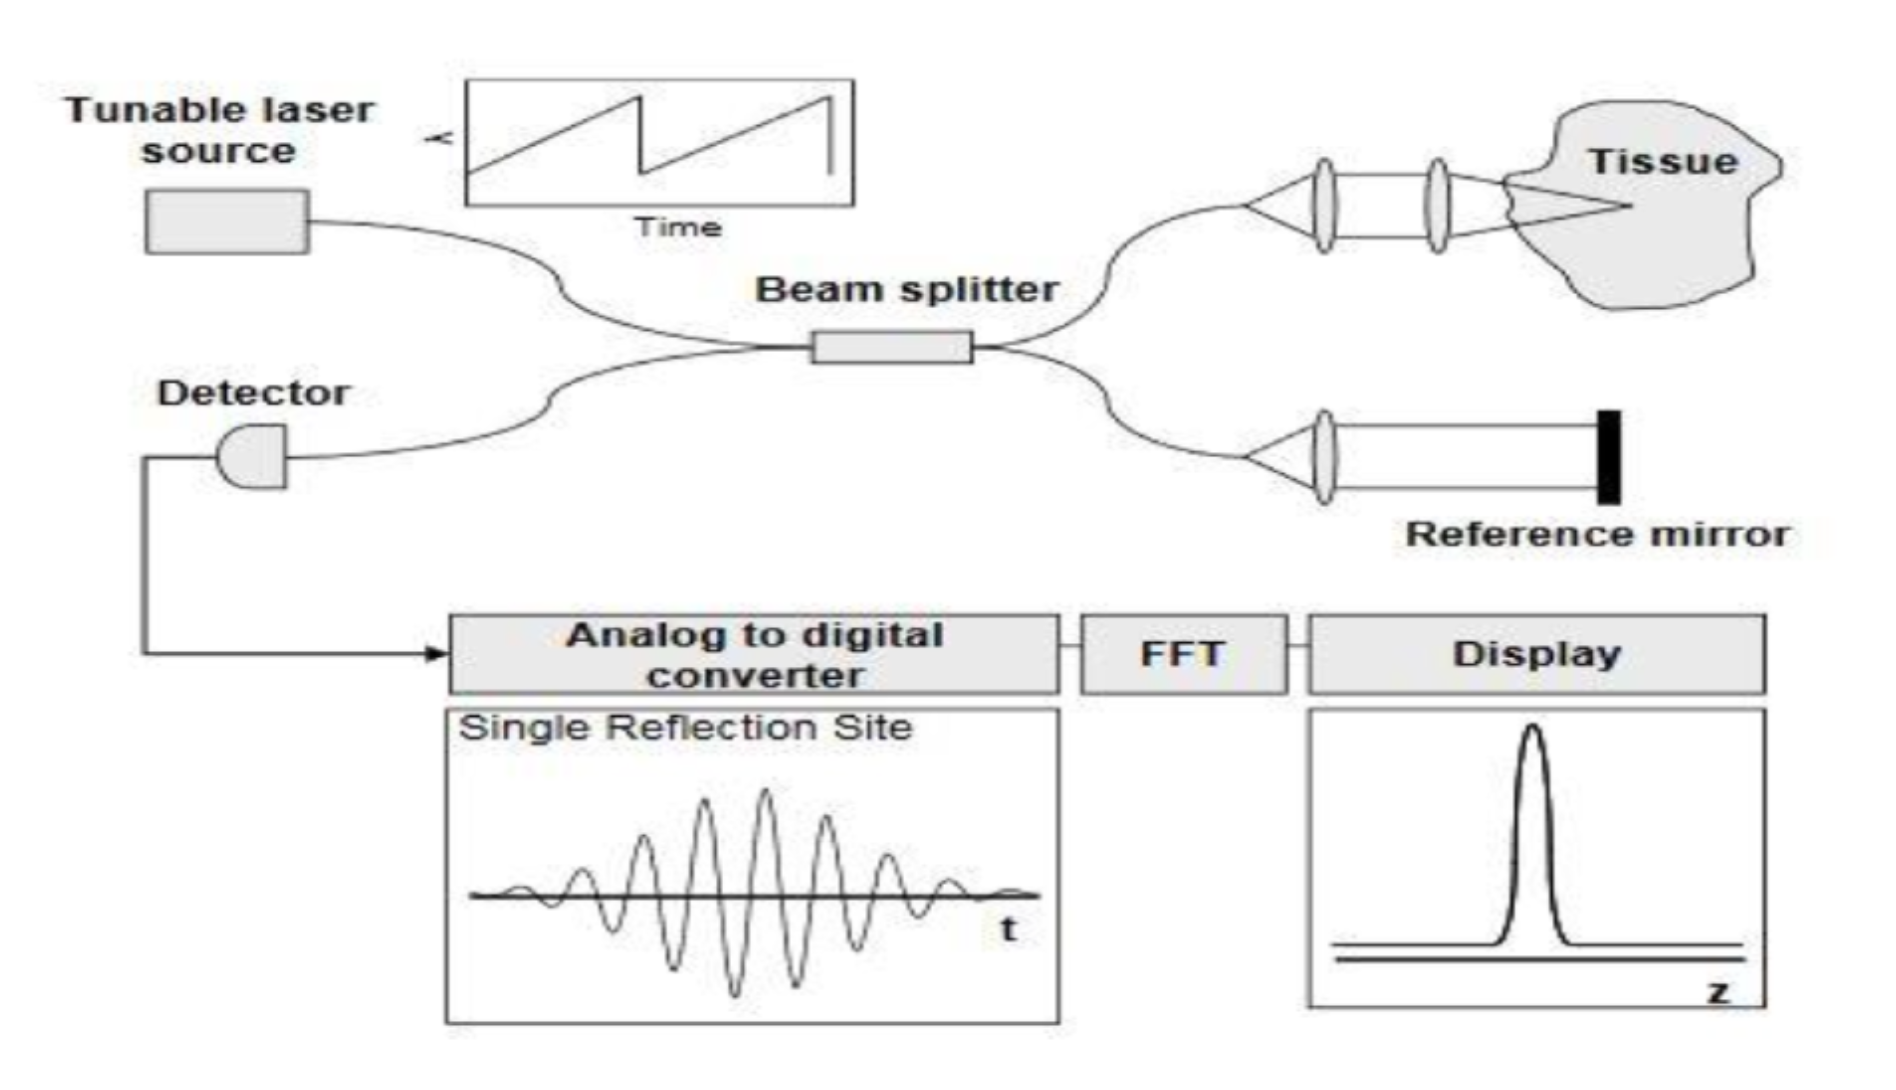 Tunable laser
source
λ
Time
Tissue
Beam splitter
Detector
Reference mirror
Analog to digital
converter
FFT
Display
Single Reflection Site
t
z